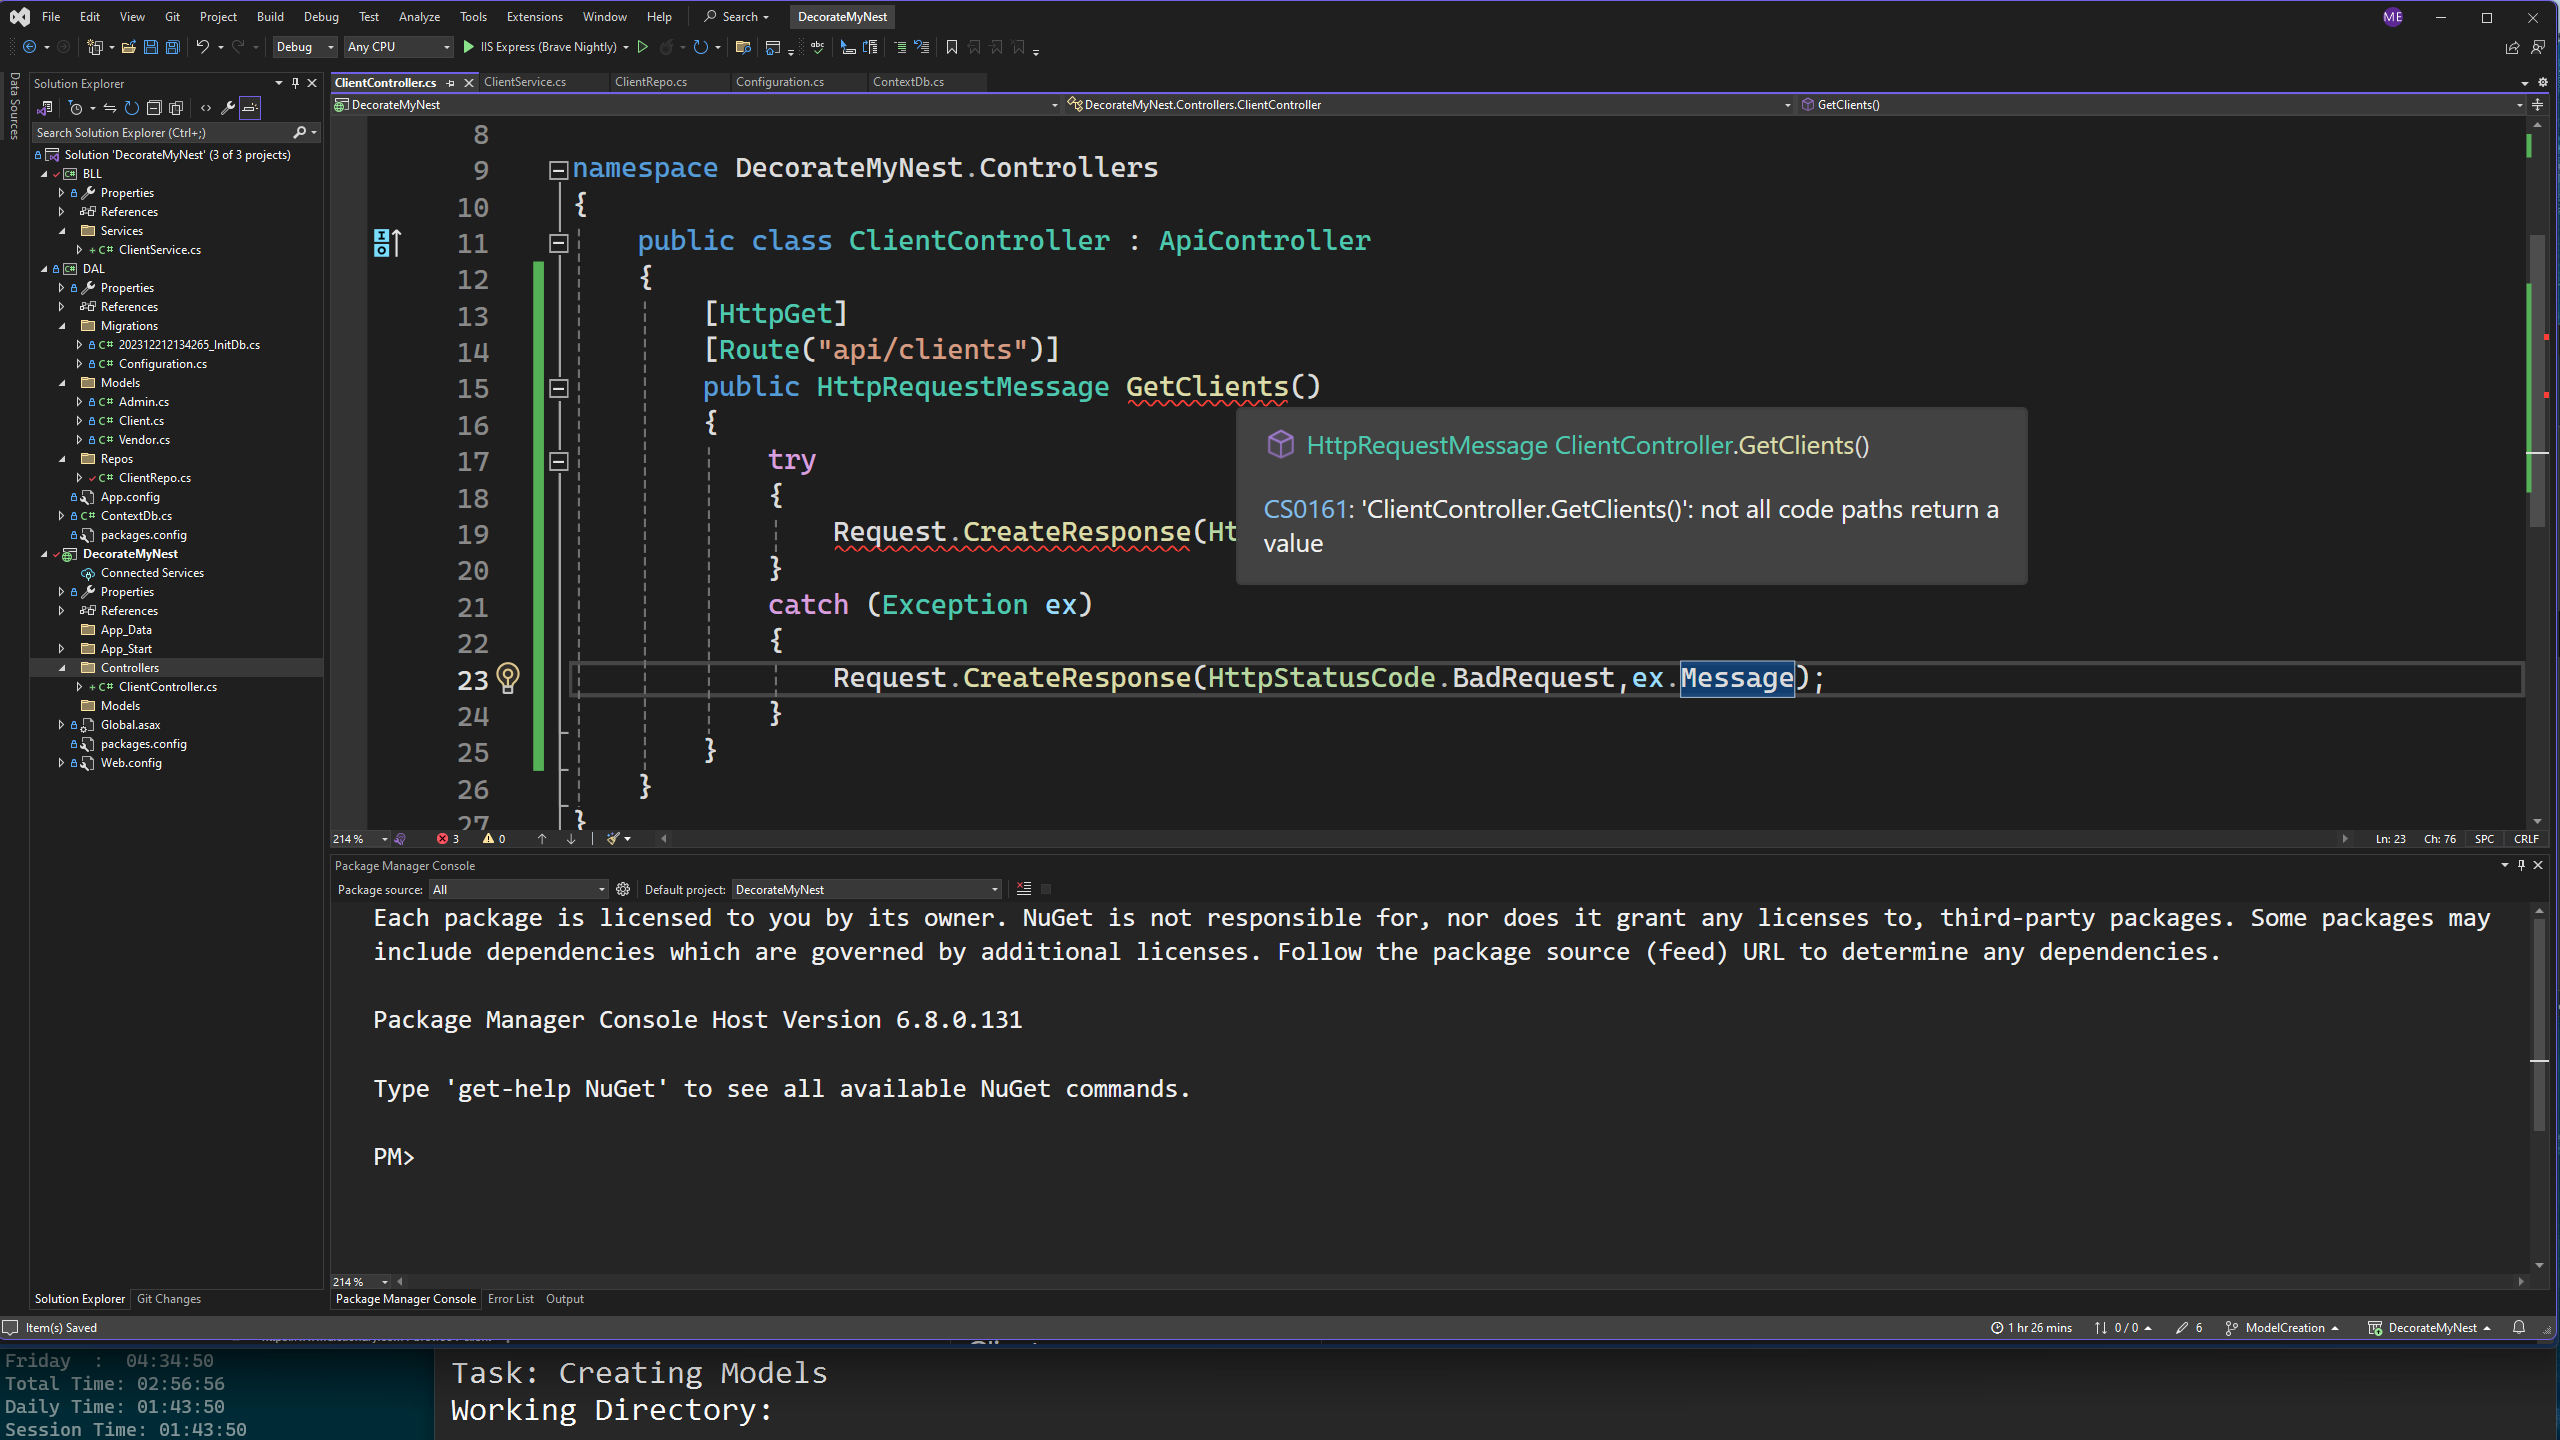 File Edit View Git Project Build Debug Test Analyze Tools Extensions Window Help Search DecorateMyNest ME
Debug Any CPU IIS Express (Brave Nightly)
Data Sources
Solution Explorer
Search Solution Explorer (Ctrl+;)
Solution 'DecorateMyNest' (3 of 3 projects)
BLL
Properties
References
Services
C# ClientService.cs
DAL
Properties
References
Migrations
C# 202312212134265_InitDb.cs
C# Configuration.cs
Models
C# Admin.cs
C# Client.cs
C# Vendor.cs
Repos
C# ClientRepo.cs
App.config
C# ContextDb.cs
packages.config
DecorateMyNest
Connected Services
Properties
References
App_Data
App_Start
Controllers
C# ClientController.cs
Models
Global.asax
packages.config
Web.config
Solution Explorer Git Changes
ClientController.cs ClientService.cs ClientRepo.cs Configuration.cs ContextDb.cs
DecorateMyNest DecorateMyNest.Controllers.ClientController GetClients()
8
9 namespace DecorateMyNest.Controllers
10 {
11 public class ClientController : ApiController
12 {
13 [HttpGet]
14 [Route("api/clients")]
15 public HttpRequestMessage GetClients()
16 {
17 try
18 {
19 Request.CreateResponse(Ht
20 }
21 catch (Exception ex)
22 {
23 Request.CreateResponse(HttpStatusCode.BadRequest,ex.Message);
24 }
25 }
26 }
27 }
HttpRequestMessage ClientController.GetClients()
CS0161: 'ClientController.GetClients()': not all code paths return a
value
214 % 3 0 Ln: 23 Ch: 76 SPC CRLF
Package Manager Console
Package source: All Default project: DecorateMyNest
Each package is licensed to you by its owner. NuGet is not responsible for, nor does it grant any licenses to, third-party packages. Some packages may
include dependencies which are governed by additional licenses. Follow the package source (feed) URL to determine any dependencies.
Package Manager Console Host Version 6.8.0.131
Type 'get-help NuGet' to see all available NuGet commands.
PM>
214 %
Package Manager Console Error List Output
Item(s) Saved 1 hr 26 mins 0 / 0 6 ModelCreation DecorateMyNest
Friday : 04:34:50
Total Time: 02:56:56
Daily Time: 01:43:50
Session Time: 01:43:50
Task: Creating Models
Working Directory: